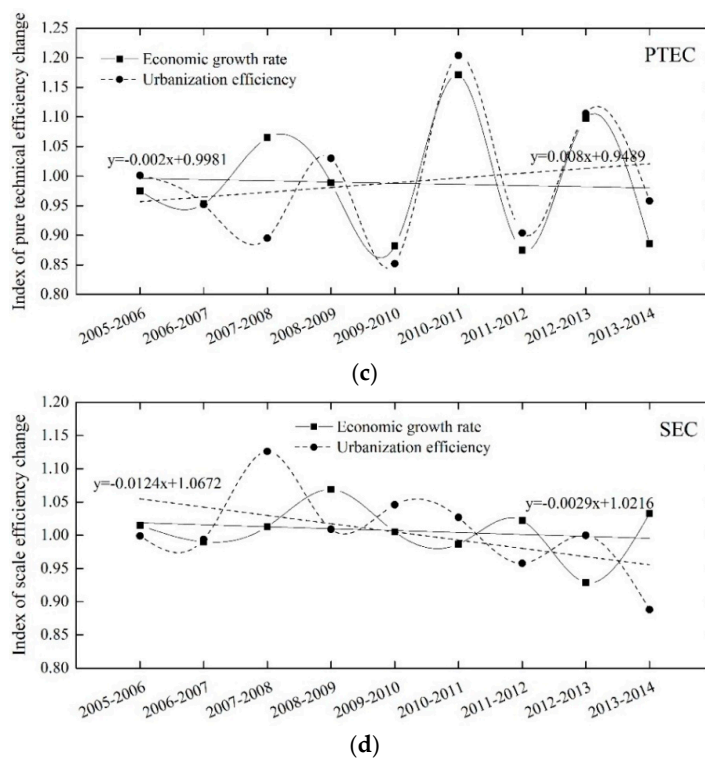 1.25
PTEC
Economic growth rate
1.20
Urbanization efficiency
1.15
1.10
1.05
y=-0.002x+0.9981
0.008x+0.9489
1.00
0.95
0.90
0.85
0.80
Index of pure technical efficiency change
2005-2006
2006-2007
2007-2008
2008-2009
2009-2010
2010-2011
2011-2012
2012-2013
2013-2014
(c)
1.20
SEC
Economic growth rate
1.15
Urbanization efficiency
1.10
y=-0.0124x+1.0672
y=-0.0029x+1.0216
1.05
1.00
0.95
0.90
0.85
0.80
Index of scale efficiency change
2005-2006
2006-2007
2007-2008
2008-2009
2009-2010
2010-2011
2011-2012
2012-2013
2013-2014
(d)